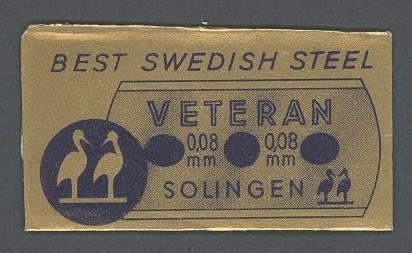 BEST SWEDISH STEEL
VETERAN
0,08 mm 0,08 mm
SOLINGEN